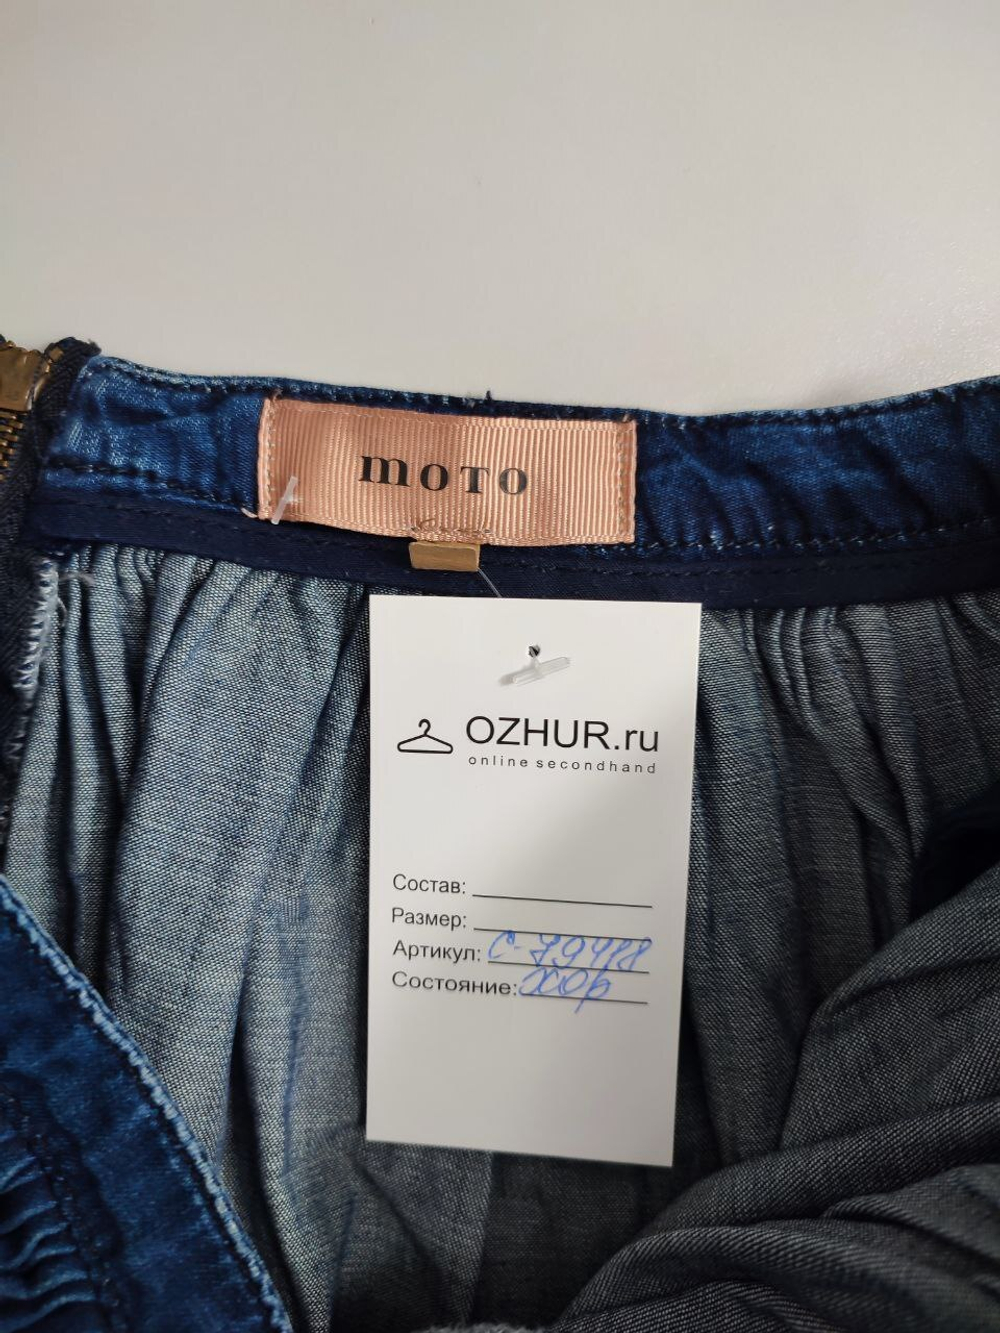 moto
OZHUR.ru
online secondhand
Состав:
Размер:
Артикул: С-79418
Состояние: хор